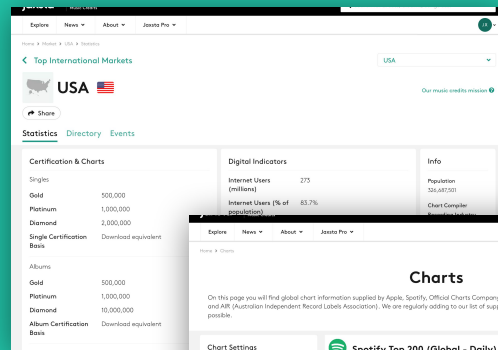 Explore News About Jaxsta Pro JX
Home > Market > USA > Statistics
Top International Markets
USA
USA
Our music credits mission ?
Share
Statistics Directory Events
Certification & Charts
Singles
Gold 500,000
Platinum 1,000,000
Diamond 2,000,000
Single Certification Download equivalent
Basis
Albums
Gold 500,000
Platinum 1,000,000
Diamond 10,000,000
Album Certification Download equivalent
Basis
Digital Indicators
Internet Users 273
(millions)
Internet Users (% of 83.7%
population)
Info
Population
326,687,501
Chart Compiler
Recording Industry
Explore News About Jaxsta Pro
Home > Charts
Charts
On this page you will find global chart information supplied by Apple, Spotify, Official Charts Company
and AIR (Australian Independent Record Labels Association). We are regularly adding to our list of
possible.
Chart Settings
Spotify Top 200 (Global - Daily)